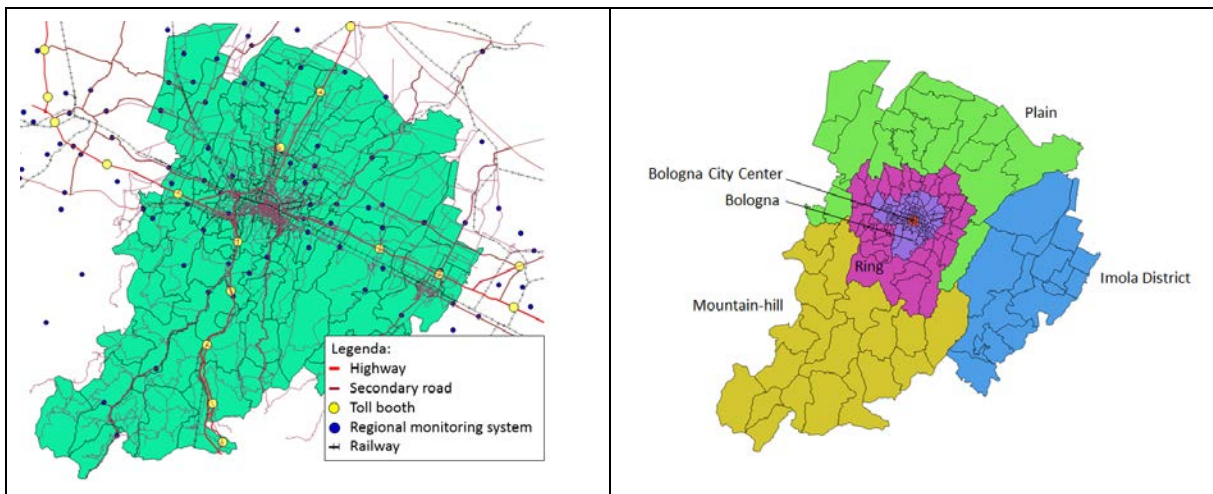 Legenda:
Highway
Secondary road
Toll booth
Regional monitoring system
Railway
Plain
Bologna City Center
Bologna
Ring
Imola District
Mountain-hill